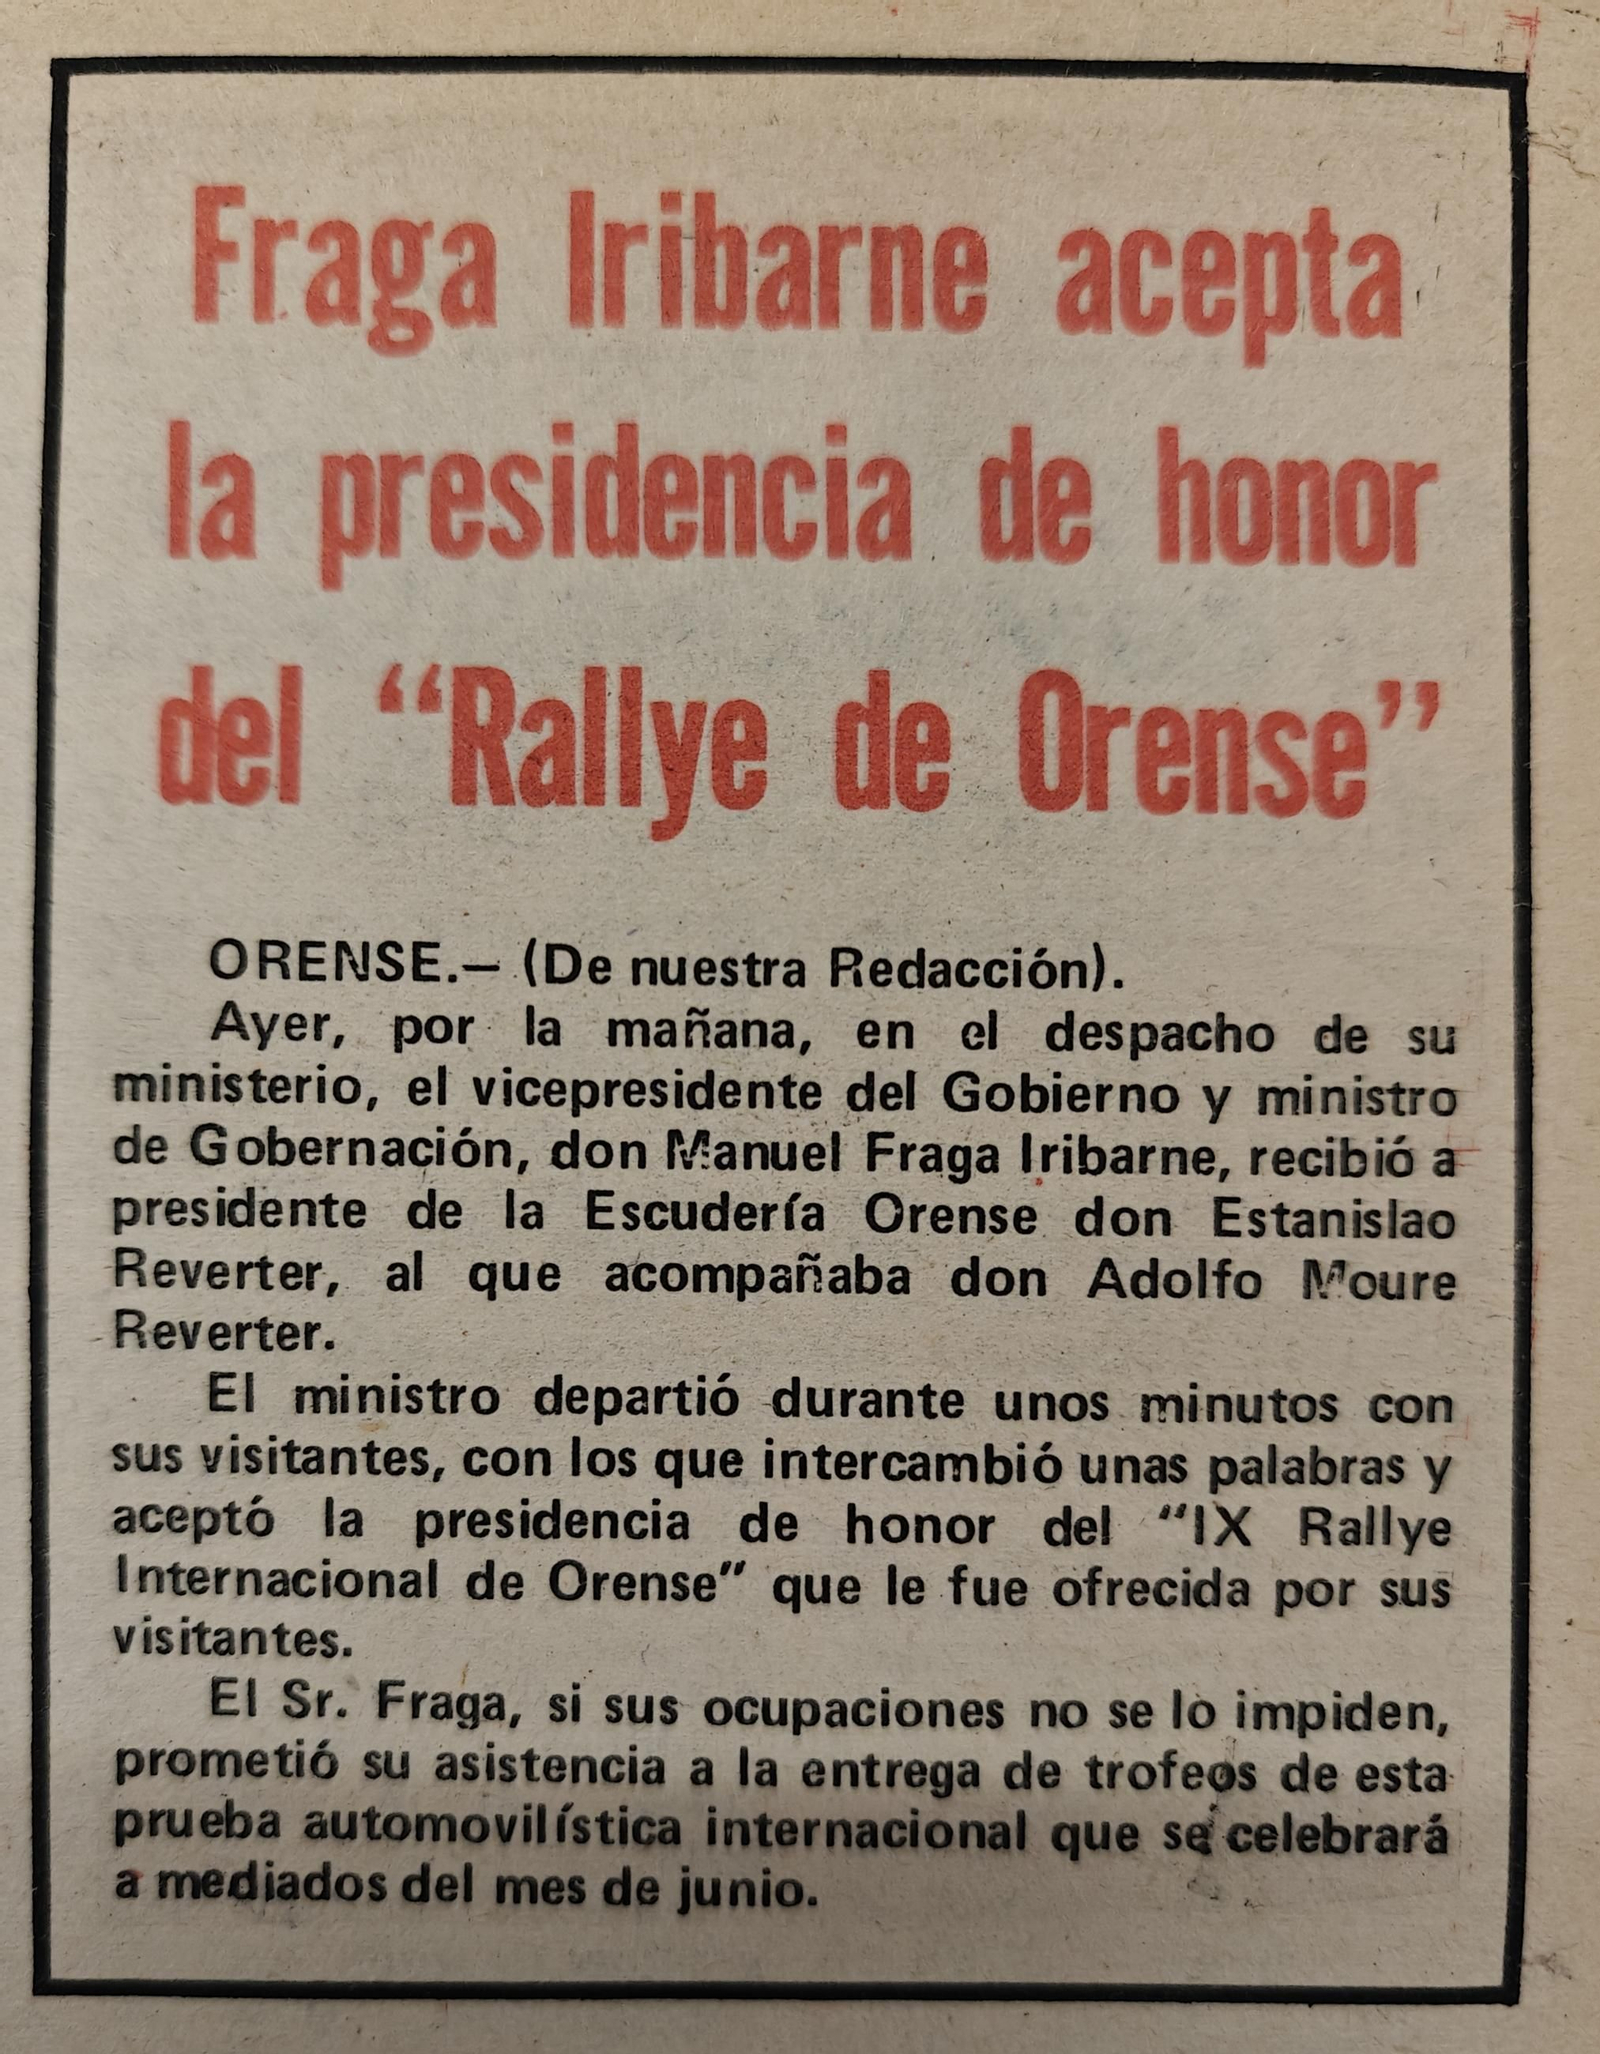 Fraga Iribarne acepta
la presidencia de honor
del “Rallye de Orense”
ORENSE.— (De nuestra Redacción).
Ayer, por la mañana, en el despacho de su
ministerio, el vicepresidente del Gobierno y ministro
de Gobernación, don Manuel Fraga Iribarne, recibió a
presidente de la Escudería Orense don Estanislao
Reverter, al que acompañaba don Adolfo Moure
Reverter.
El ministro departió durante unos minutos con
sus visitantes, con los que intercambió unas palabras y
aceptó la presidencia de honor del “IX Rallye
Internacional de Orense” que le fue ofrecida por sus
visitantes.
El Sr. Fraga, si sus ocupaciones no se lo impiden,
prometió su asistencia a la entrega de trofeos de esta
prueba automovilística internacional que se celebrará
a mediados del mes de junio.